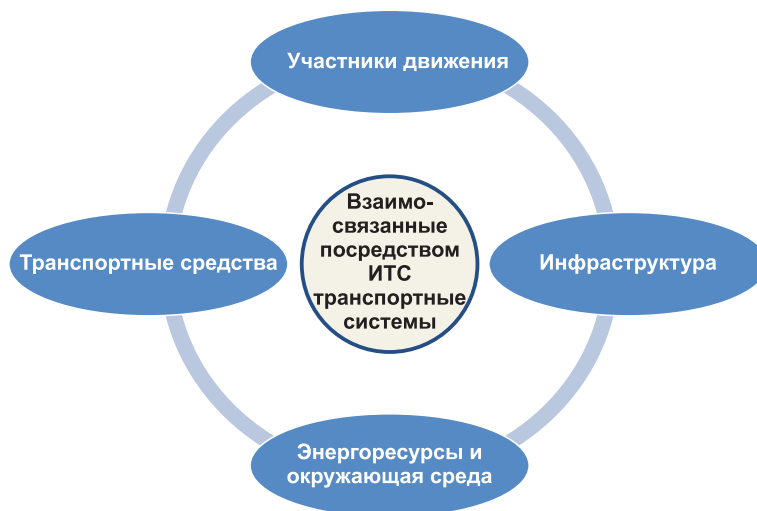 Участники движения
Взаимо-
связанные
посредством
ИТС
транспортные
системы
Транспортные средства
Инфраструктура
Энергоресурсы и
окружающая среда